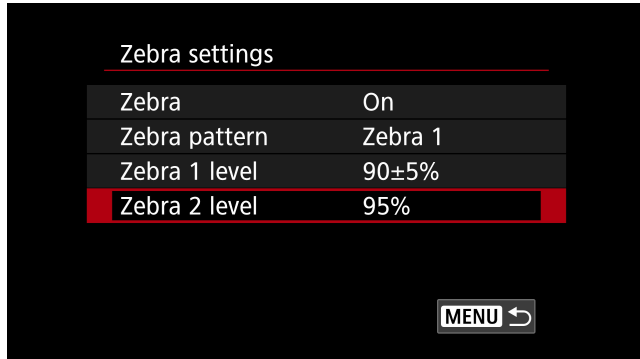 Zebra settings
Zebra On
Zebra pattern Zebra 1
Zebra 1 level 90±5%
Zebra 2 level 95%
MENU